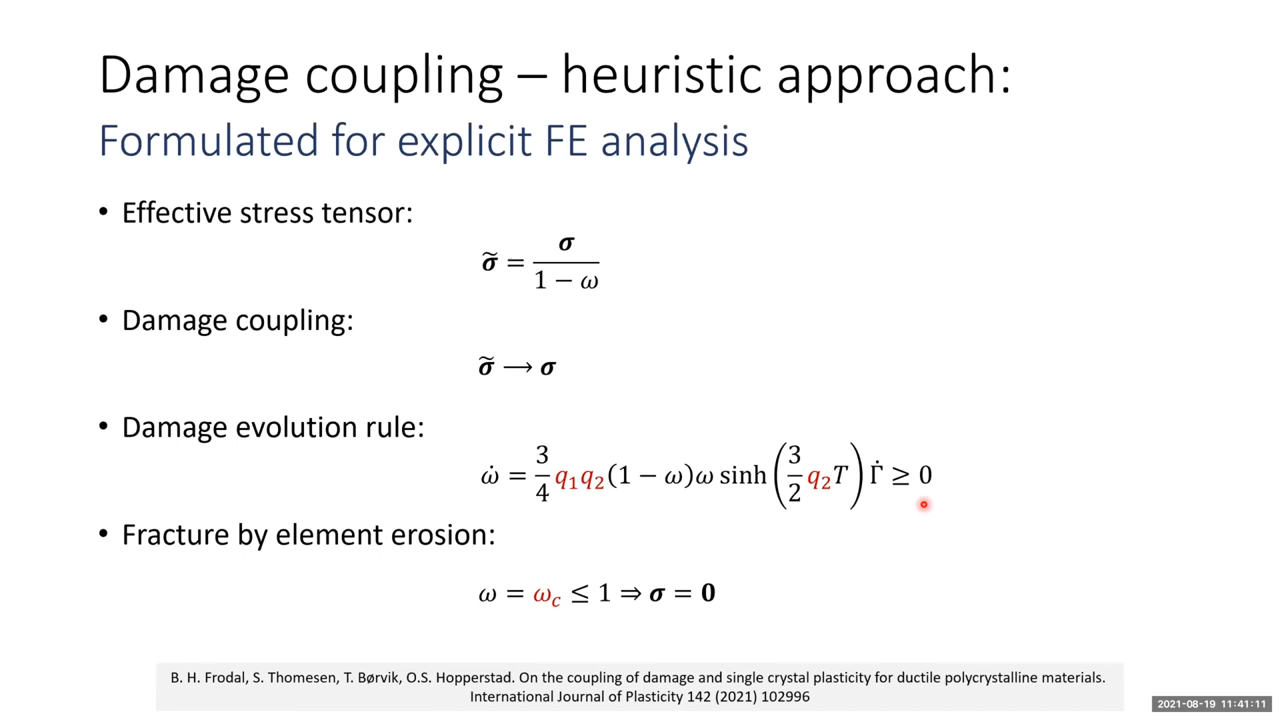 Damage coupling – heuristic approach:
Formulated for explicit FE analysis
• Effective stress tensor:
σ̃ = σ / (1 − ω)
• Damage coupling:
σ̃ ⟶ σ
• Damage evolution rule:
ω̇ = 3/4 q₁q₂(1 − ω)ω sinh(3/2 q₂T) Γ̇ ≥ 0
• Fracture by element erosion:
ω = ω_c ≤ 1 ⇒ σ = 0
B. H. Frodal, S. Thomesen, T. Børvik, O.S. Hopperstad. On the coupling of damage and single crystal plasticity for ductile polycrystalline materials.
International Journal of Plasticity 142 (2021) 102996
2021-08-19 11:41:11